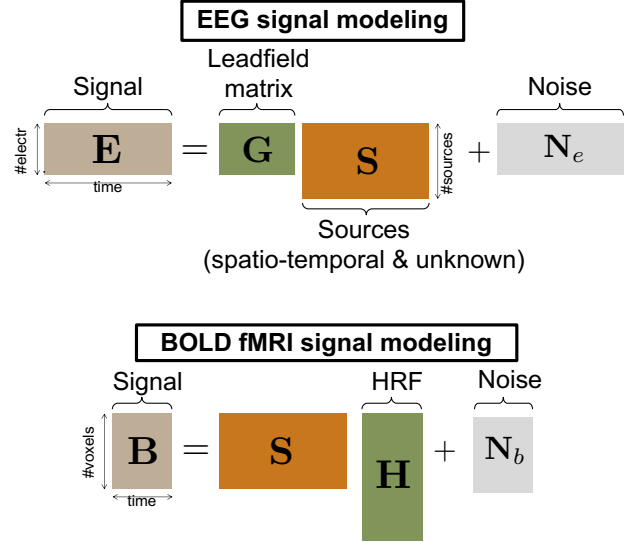 EEG signal modeling
Signal
Leadfield
matrix
Noise
#electr
E
=
G
S
#sources
+
N_e
time
Sources
(spatio-temporal & unknown)
BOLD fMRI signal modeling
Signal
HRF
Noise
#voxels
B
=
S
H
+
N_b
time